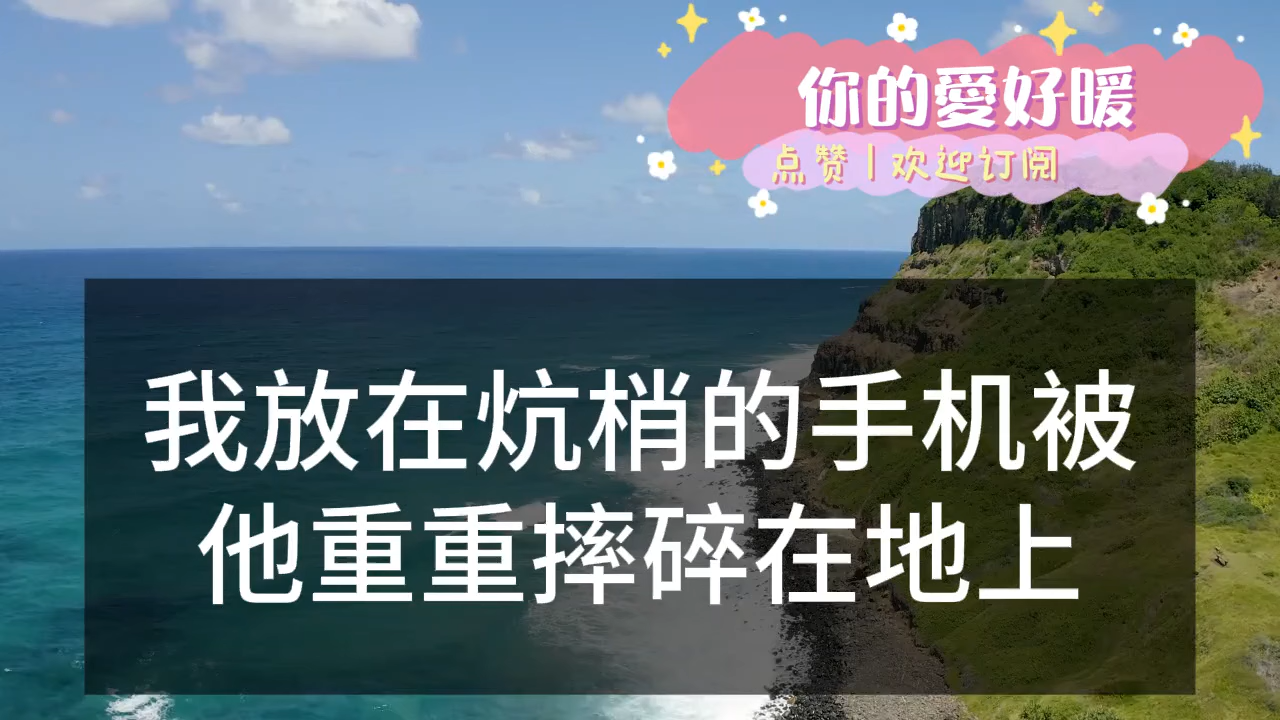 你的愛好暖
点赞 | 欢迎订阅
我放在炕梢的手机被
他重重摔碎在地上